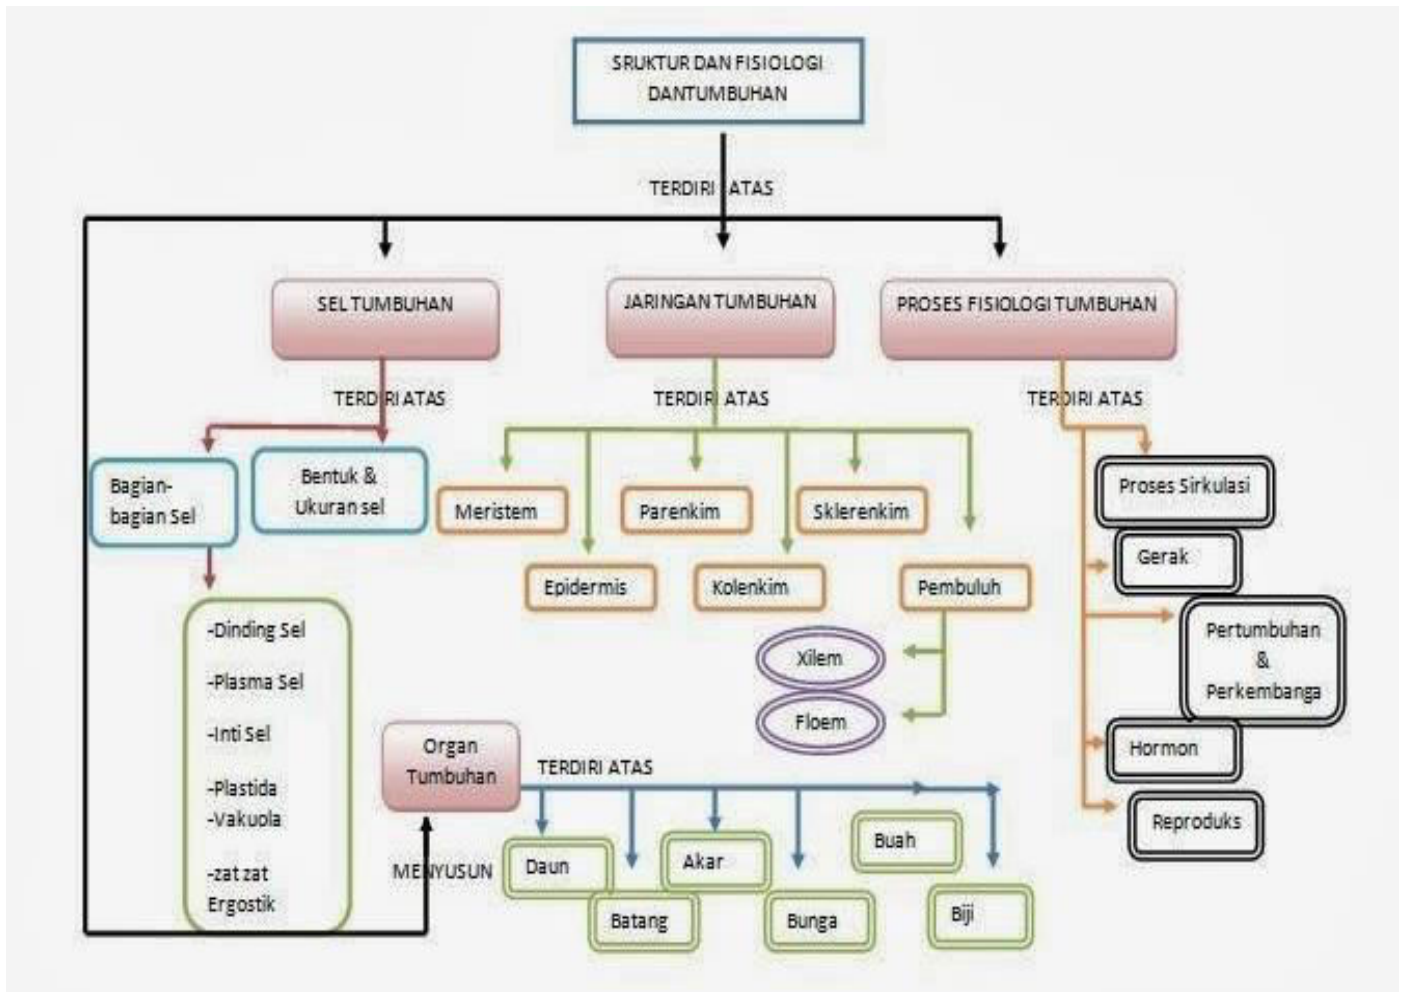 SRUKTUR DAN FISIOLOGI
DANTUMBUHAN
TERDIRI ATAS
SEL TUMBUHAN
JARINGAN TUMBUHAN
PROSES FISIOLOGI TUMBUHAN
TERDIRI ATAS
TERDIRI ATAS
TERDIRI ATAS
Bagian-
bagian Sel
Bentuk &
Ukuran sel
Meristem
Parenkim
Sklerenkim
Proses Sirkulasi
Epidermis
Kolenkim
Pembuluh
Gerak
Xilem
Floem
Pertumbuhan
&
Perkembanga
Hormon
Reproduks
-Dinding Sel
-Plasma Sel
-Inti Sel
-Plastida
-Vakuola
-zat zat
Ergostik
Organ
Tumbuhan
TERDIRI ATAS
MENYUSUN
Daun
Akar
Buah
Batang
Bunga
Biji